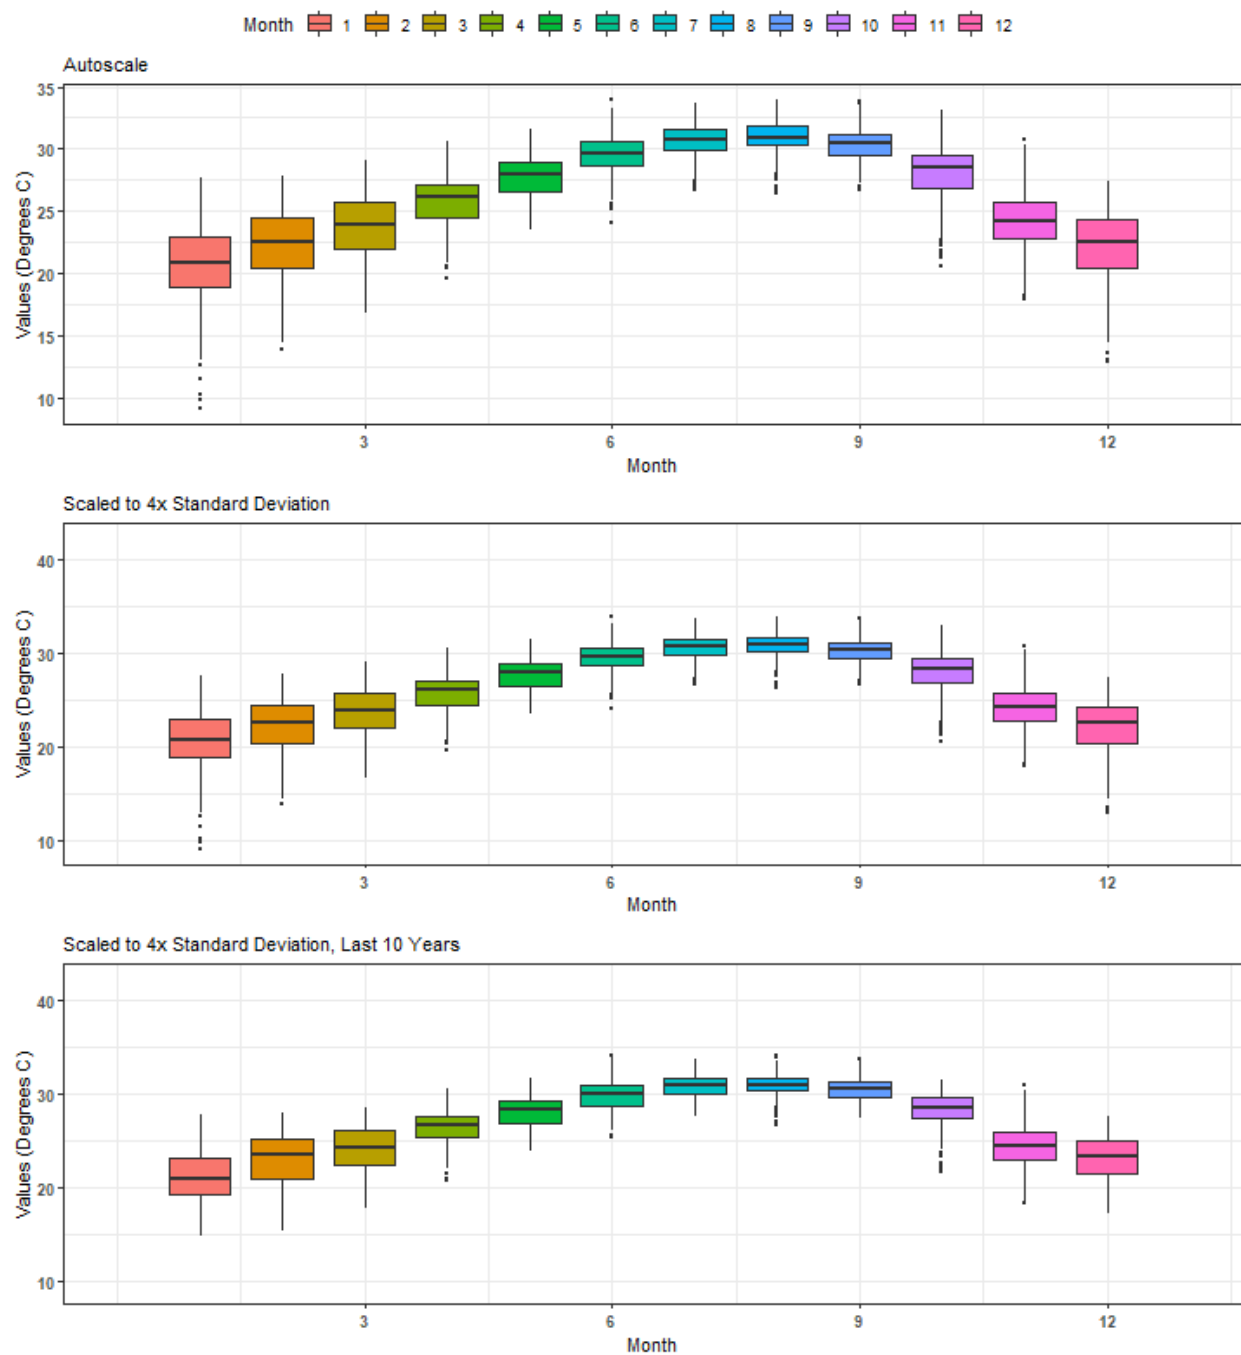 Month 1 2 3 4 5 6 7 8 9 10 11 12
Autoscale
Values (Degrees C)
35
30
25
20
15
10
3 6 9 12
Month
Scaled to 4x Standard Deviation
Values (Degrees C)
40
30
20
10
3 6 9 12
Month
Scaled to 4x Standard Deviation, Last 10 Years
Values (Degrees C)
40
30
20
10
3 6 9 12
Month